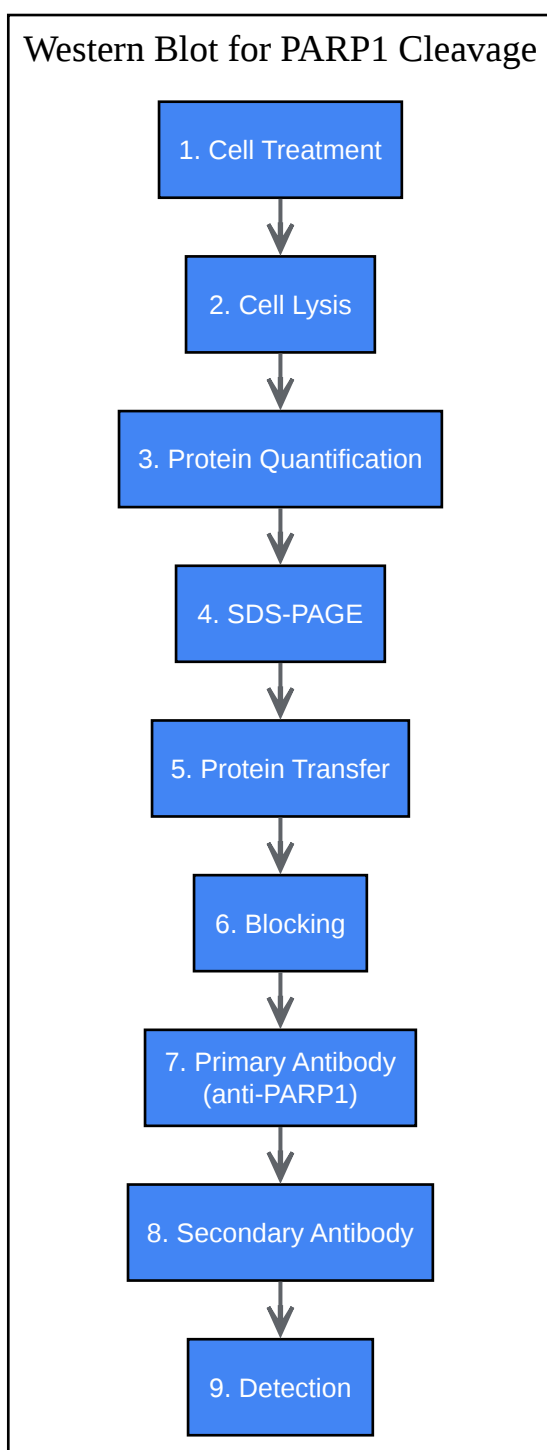 Western Blot for PARP1 Cleavage
1. Cell Treatment
2. Cell Lysis
3. Protein Quantification
4. SDS-PAGE
5. Protein Transfer
6. Blocking
7. Primary Antibody
(anti-PARP1)
8. Secondary Antibody
9. Detection